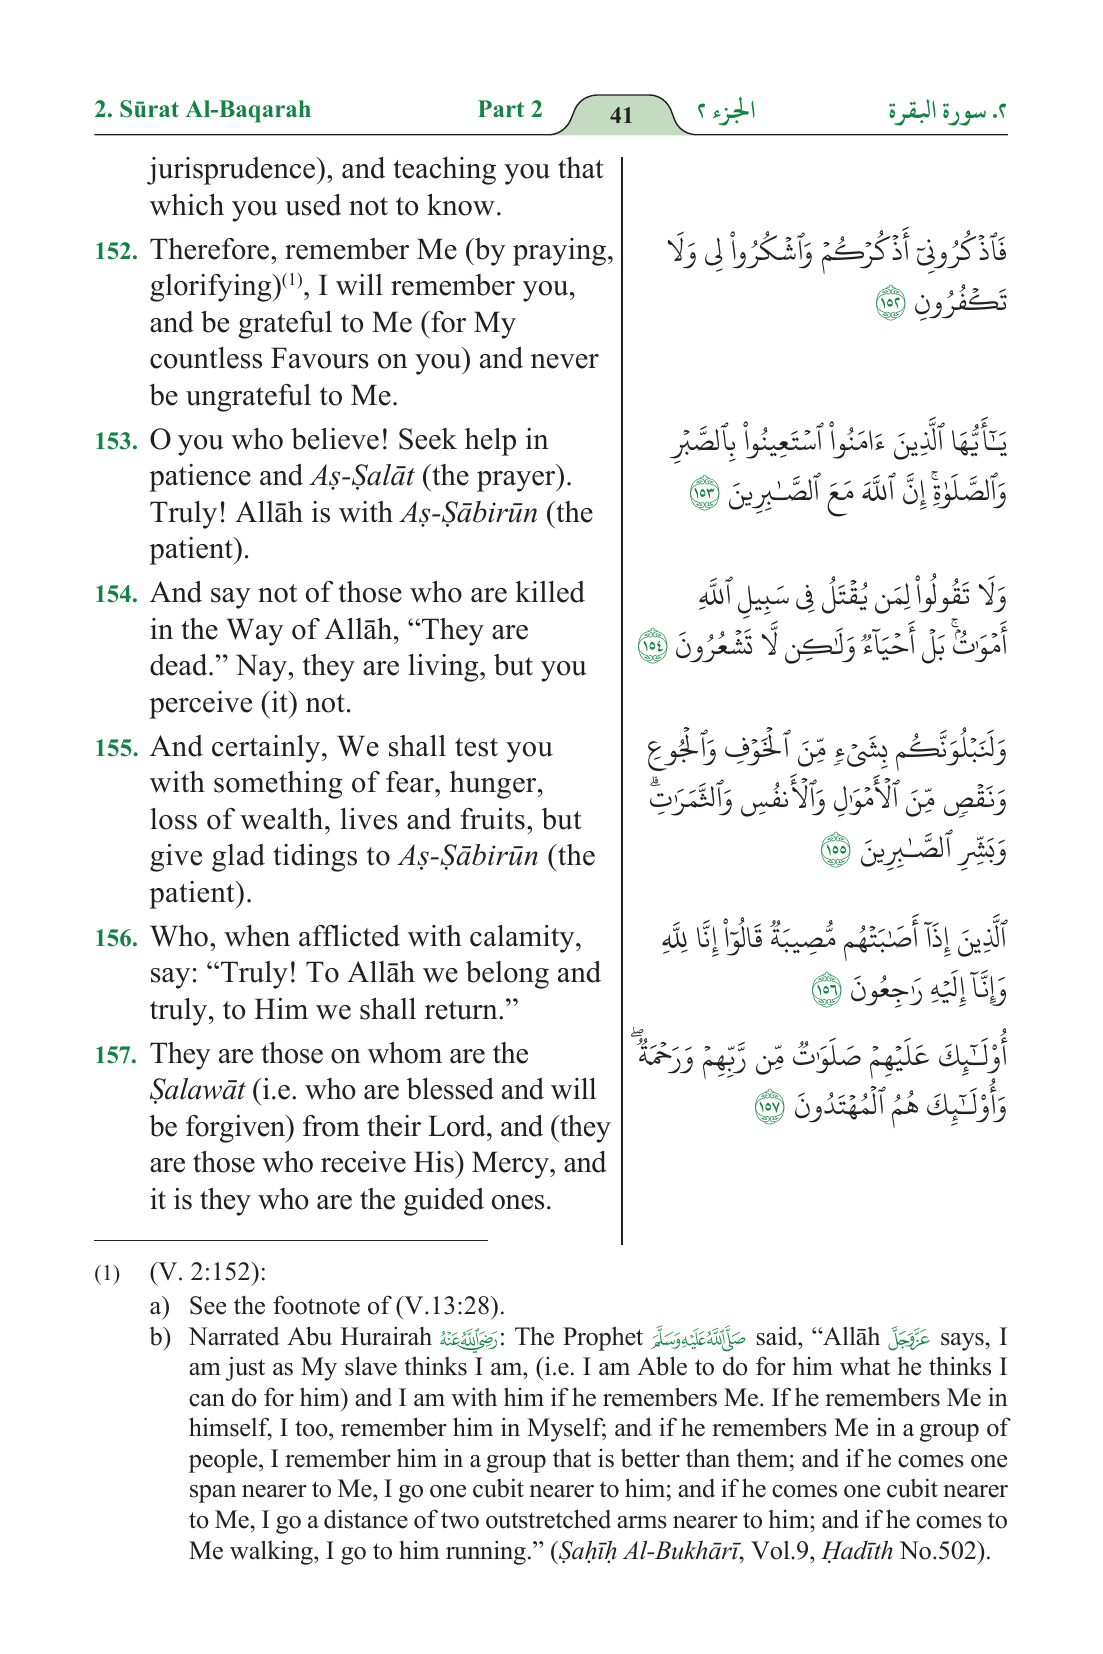 2. Sūrat Al-Baqarah Part 2 41 الجزء ٢ ٢. سورة البقرة
jurisprudence), and teaching you that
which you used not to know.
152. Therefore, remember Me (by praying,
glorifying)(1), I will remember you,
and be grateful to Me (for My
countless Favours on you) and never
be ungrateful to Me.
153. O you who believe! Seek help in
patience and Aṣ-Ṣalāt (the prayer).
Truly! Allāh is with Aṣ-Ṣābirūn (the
patient).
154. And say not of those who are killed
in the Way of Allāh, “They are
dead.” Nay, they are living, but you
perceive (it) not.
155. And certainly, We shall test you
with something of fear, hunger,
loss of wealth, lives and fruits, but
give glad tidings to Aṣ-Ṣābirūn (the
patient).
156. Who, when afflicted with calamity,
say: “Truly! To Allāh we belong and
truly, to Him we shall return.”
157. They are those on whom are the
Ṣalawāt (i.e. who are blessed and will
be forgiven) from their Lord, and (they
are those who receive His) Mercy, and
it is they who are the guided ones.
فَٱذۡكُرُونِيٓ أَذۡكُرۡكُمۡ وَٱشۡكُرُواْ لِي وَلَا
تَكۡفُرُونِ ١٥٢
يَـٰٓأَيُّهَا ٱلَّذِينَ ءَامَنُواْ ٱسۡتَعِينُواْ بِٱلصَّبۡرِ
وَٱلصَّلَوٰةِۚ إِنَّ ٱللَّهَ مَعَ ٱلصَّـٰبِرِينَ ١٥٣
وَلَا تَقُولُواْ لِمَن يُقۡتَلُ فِي سَبِيلِ ٱللَّهِ
أَمۡوَٰتُۢۚ بَلۡ أَحۡيَآءٞ وَلَٰكِن لَّا تَشۡعُرُونَ ١٥٤
وَلَنَبۡلُوَنَّكُم بِشَيۡءٖ مِّنَ ٱلۡخَوۡفِ وَٱلۡجُوعِ
وَنَقۡصٖ مِّنَ ٱلۡأَمۡوَٰلِ وَٱلۡأَنفُسِ وَٱلثَّمَرَٰتِۗ
وَبَشِّرِ ٱلصَّـٰبِرِينَ ١٥٥
ٱلَّذِينَ إِذَآ أَصَٰبَتۡهُم مُّصِيبَةٞ قَالُوٓاْ إِنَّا لِلَّهِ
وَإِنَّآ إِلَيۡهِ رَٰجِعُونَ ١٥٦
أُوْلَـٰٓئِكَ عَلَيۡهِمۡ صَلَوَٰتٞ مِّن رَّبِّهِمۡ وَرَحۡمَةٞۖ
وَأُوْلَـٰٓئِكَ هُمُ ٱلۡمُهۡتَدُونَ ١٥٧
(1) (V. 2:152):
a) See the footnote of (V.13:28).
b) Narrated Abu Hurairah رَضِيَ اللَّهُ عَنْهُ: The Prophet صَلَّى اللَّهُ عَلَيْهِ وَسَلَّمَ said, “Allāh عَزَّوَجَلَّ says, I
am just as My slave thinks I am, (i.e. I am Able to do for him what he thinks I
can do for him) and I am with him if he remembers Me. If he remembers Me in
himself, I too, remember him in Myself; and if he remembers Me in a group of
people, I remember him in a group that is better than them; and if he comes one
span nearer to Me, I go one cubit nearer to him; and if he comes one cubit nearer
to Me, I go a distance of two outstretched arms nearer to him; and if he comes to
Me walking, I go to him running.” (Ṣaḥīḥ Al-Bukhārī, Vol.9, Ḥadīth No.502).